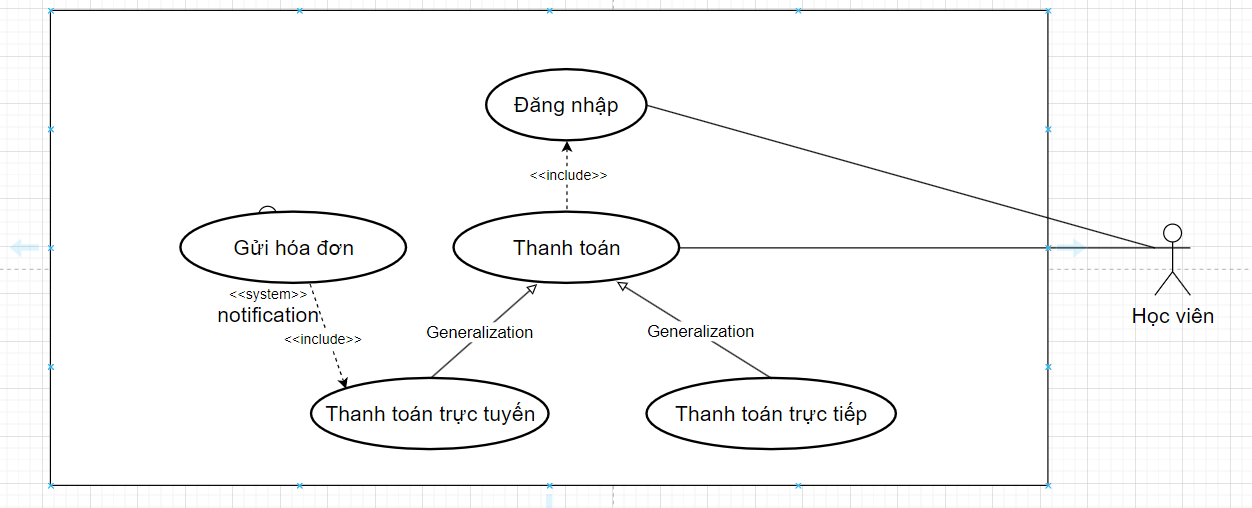 Đăng nhập
<<include>>
Gửi hóa đơn
Thanh toán
<<system>>
notification
<<include>>
Generalization
Generalization
Học viên
Thanh toán trực tuyến
Thanh toán trực tiếp